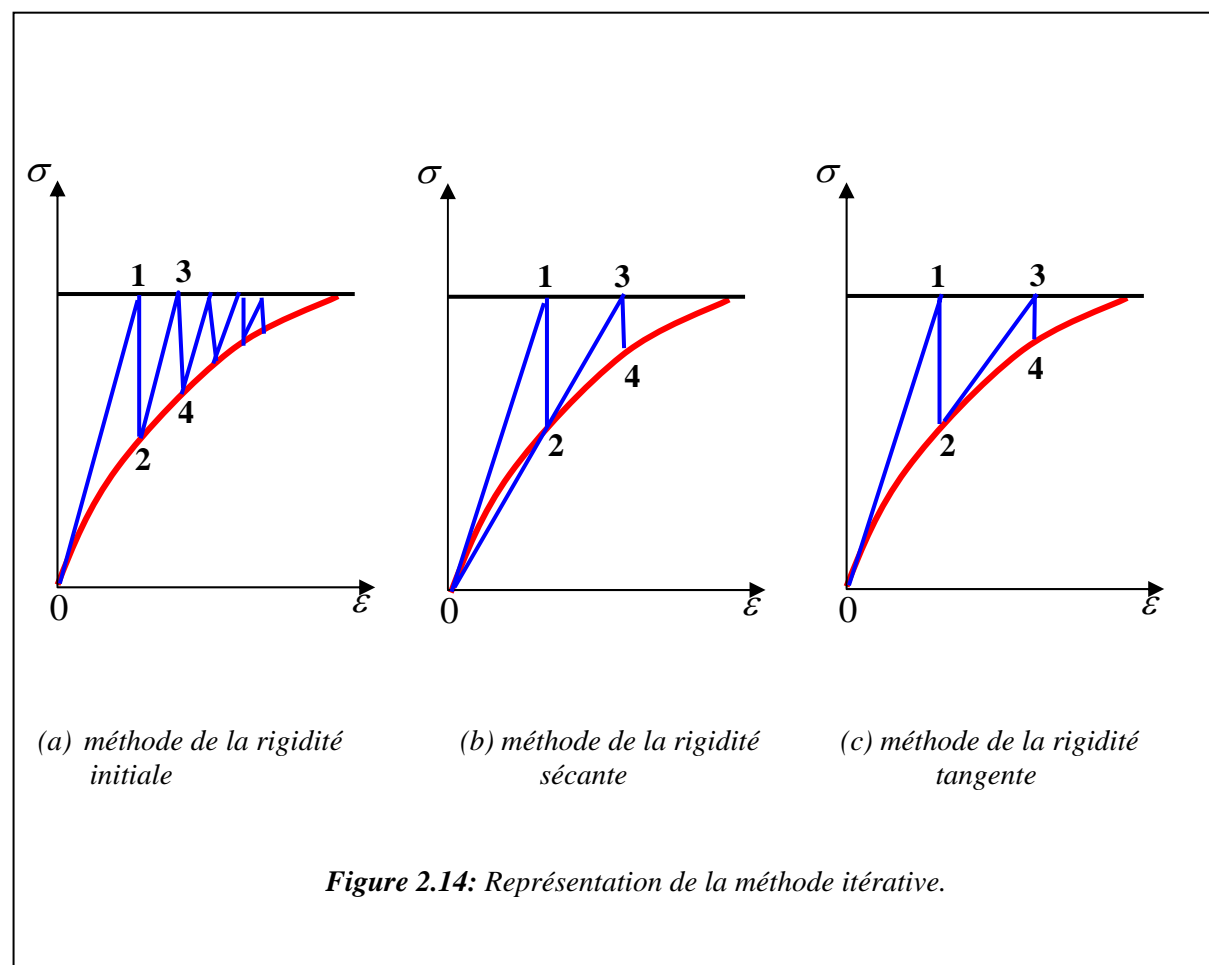 σ
σ
σ
1
3
1
3
1
3
2
4
2
4
2
4
0
ε
0
ε
0
ε
(a) méthode de la rigidité
initiale
(b) méthode de la rigidité
sécante
(c) méthode de la rigidité
tangente
Figure 2.14: Représentation de la méthode itérative.